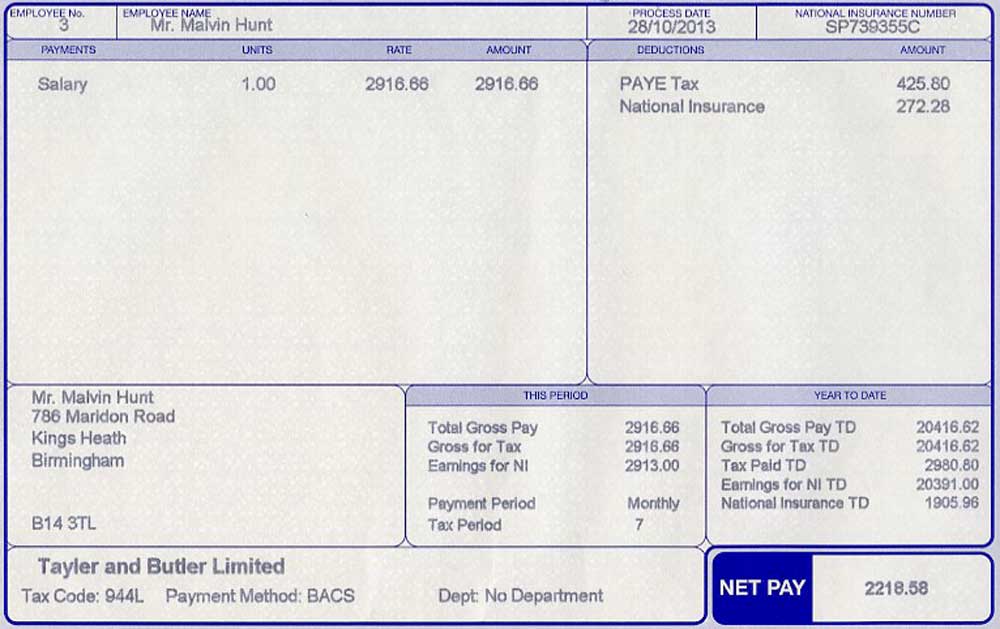 EMPLOYEE No. EMPLOYEE NAME PROCESS DATE NATIONAL INSURANCE NUMBER
3 Mr. Malvin Hunt 28/10/2013 SP739355C
PAYMENTS UNITS RATE AMOUNT DEDUCTIONS AMOUNT
Salary 1.00 2916.66 2916.66 PAYE Tax 425.80
National Insurance 272.28
Mr. Malvin Hunt
786 Maridon Road
Kings Heath
Birmingham
B14 3TL
THIS PERIOD
Total Gross Pay 2916.66
Gross for Tax 2916.66
Earnings for NI 2913.00
Payment Period Monthly
Tax Period 7
YEAR TO DATE
Total Gross Pay TD 20416.62
Gross for Tax TD 20416.62
Tax Paid TD 2980.80
Earnings for NI TD 20391.00
National Insurance TD 1905.96
Tayler and Butler Limited
Tax Code: 944L Payment Method: BACS Dept: No Department
NET PAY 2218.58